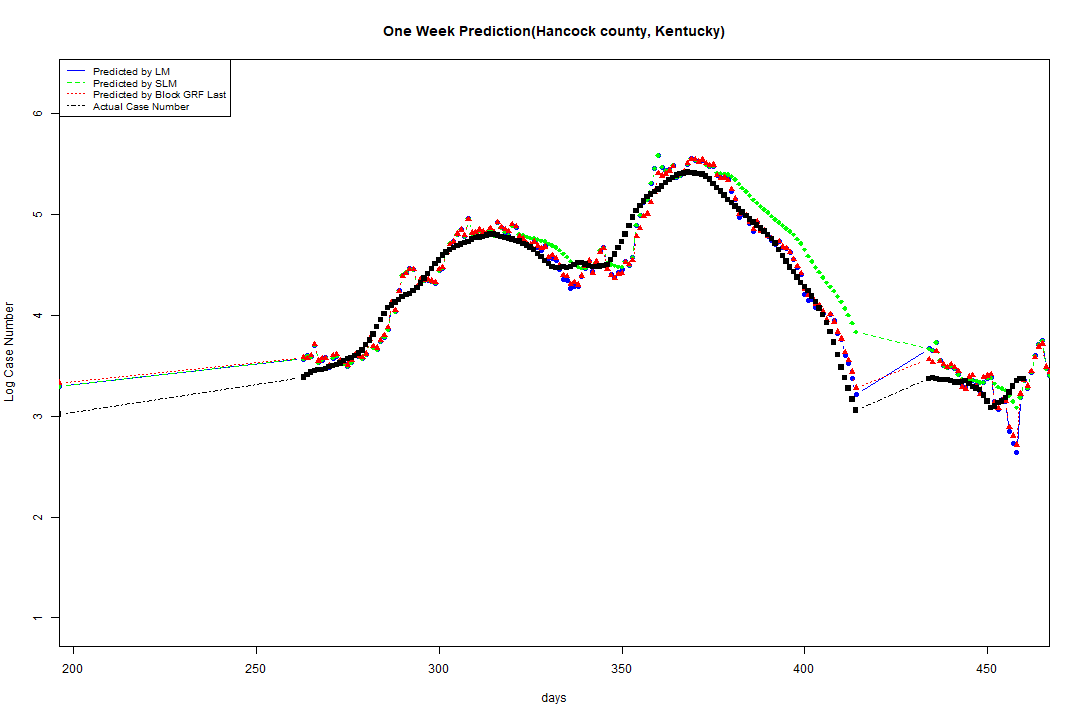 One Week Prediction(Hancock county, Kentucky)
Predicted by LM
Predicted by SLM
Predicted by Block GRF Last
Actual Case Number
6
5
4
3
2
1
Log Case Number
200 250 300 350 400 450
days